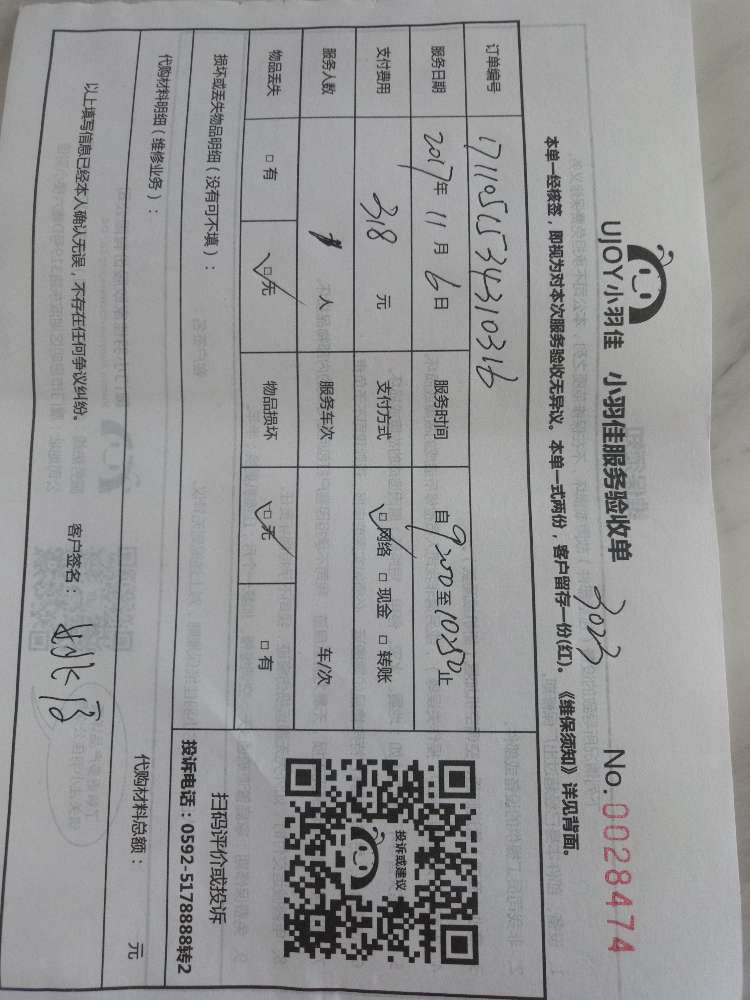 UJOY小羽佳 小羽佳服务验收单 No.0028474
3023
本单一经核签，即视为对本次服务验收无异议。本单一式两份，客户留存一份(红)。《维保须知》详见背面。
订单编号 1711051534310316
服务日期 2017年 11月 6日 服务时间 自 9:00 至 10:50 止
支付费用 38 元 支付方式 ☑网络 □现金 □转账
服务人数 1 人 服务车次 车/次
物品丢失 □有 ☑无 物品损坏 ☑无 □有
投诉或建议
扫码评价或投诉
投诉电话：0592-5178888转2
损坏或丢失物品明细（没有可不填）：
代购材料明细（维修业务）： 代购材料总额： 元
以上填写信息已经本人确认无误，不存在任何争议纠纷。 客户签名：